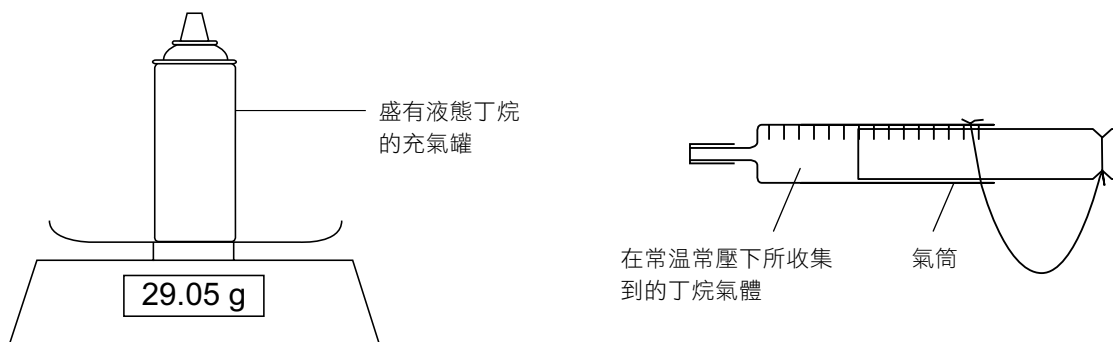 盛有液態丁烷
的充氣罐
29.05 g
在常温常壓下所收集
到的丁烷氣體
氣筒